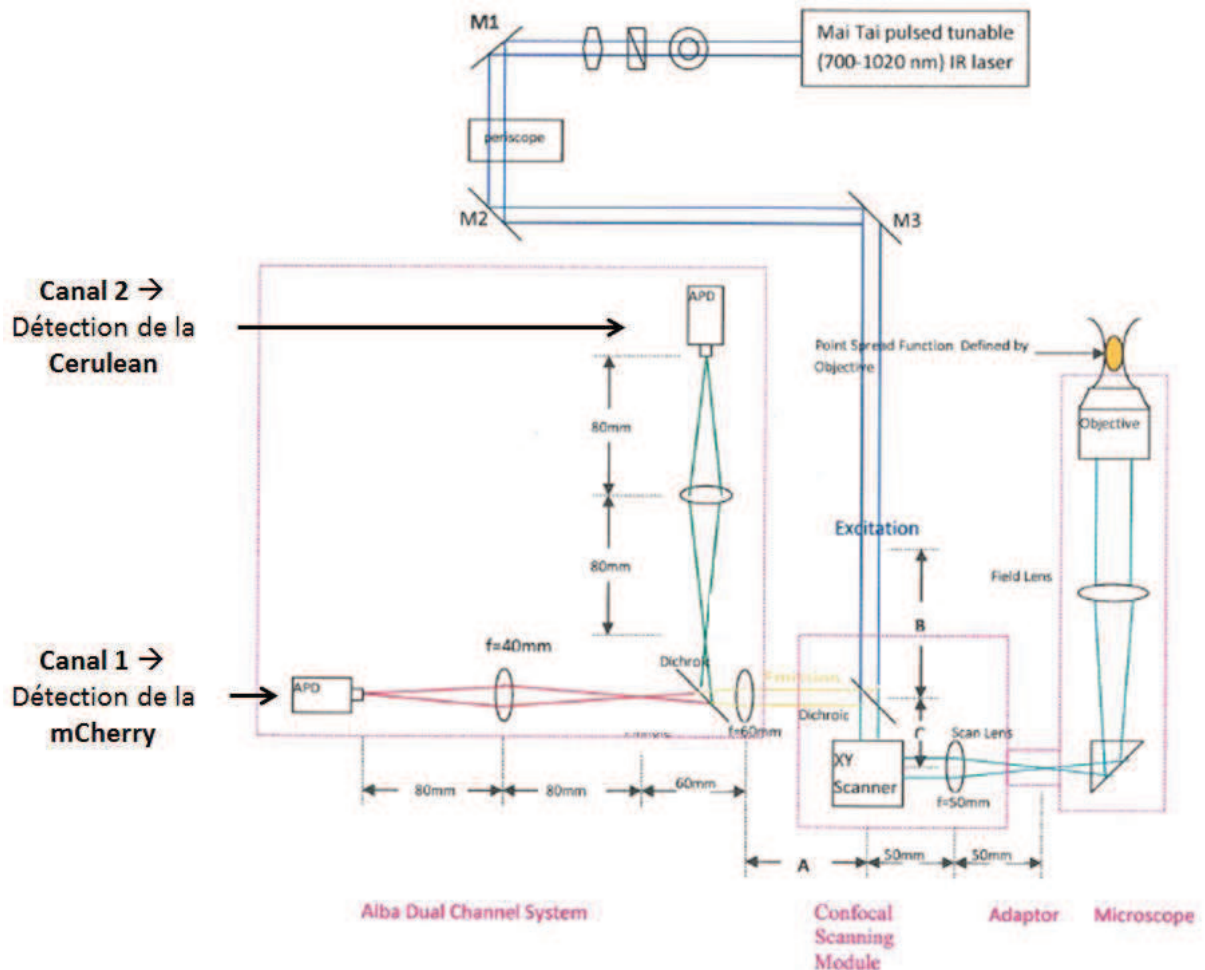 M1
Mai Tai pulsed tunable
(700-1020 nm) IR laser
periscope
M2
M3
Canal 2 →
Détection de la
Cerulean
APD
Point Spread Function Defined by
Objective
80mm
Objective
Excitation
80mm
Field Lens
B
Canal 1 →
Détection de la
mCherry
f=40mm
Dichroic
Emission
APD
Dichroic
f=60mm
C
Scan Lens
XY
Scanner
f=50mm
80mm
80mm
60mm
A
50mm
50mm
Alba Dual Channel System
Confocal
Scanning
Module
Adaptor
Microscope